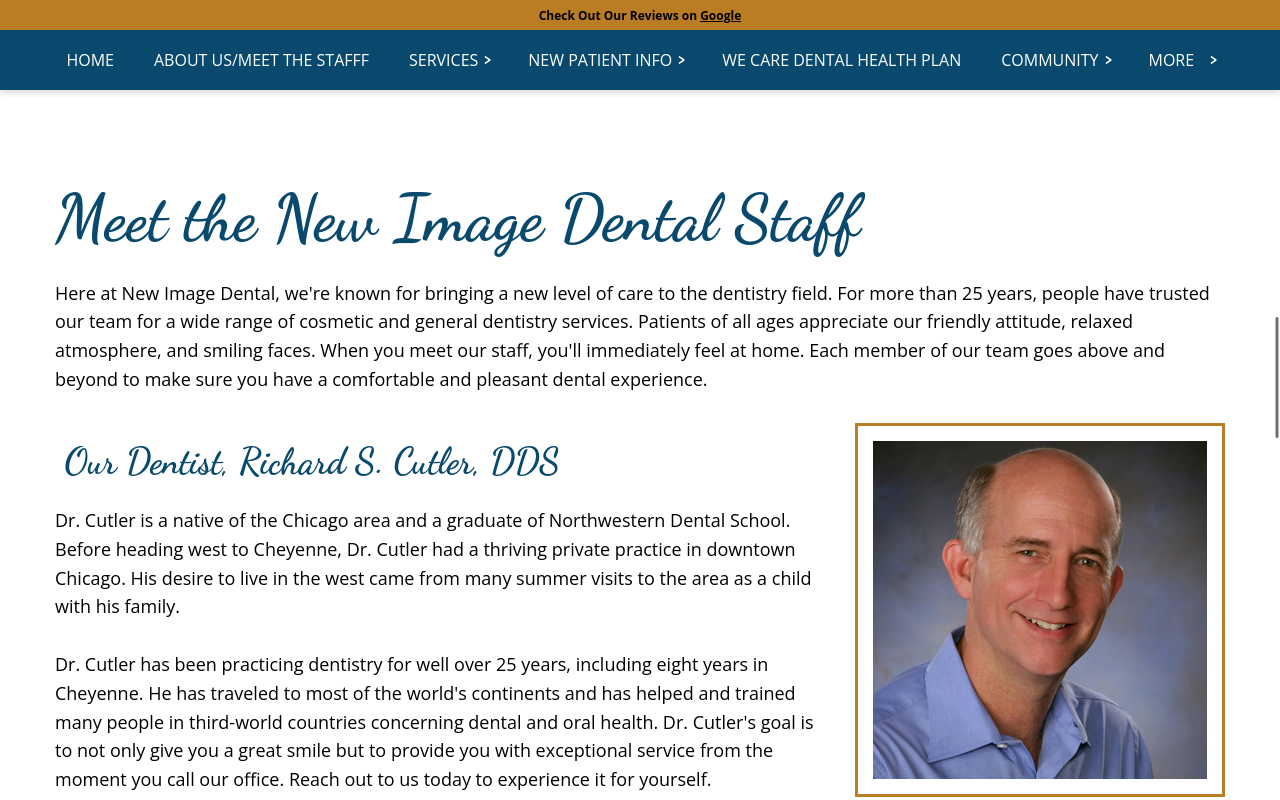 Check Out Our Reviews on Google
HOME ABOUT US/MEET THE STAFFF SERVICES > NEW PATIENT INFO > WE CARE DENTAL HEALTH PLAN COMMUNITY > MORE >
Meet the New Image Dental Staff
Here at New Image Dental, we're known for bringing a new level of care to the dentistry field. For more than 25 years, people have trusted
our team for a wide range of cosmetic and general dentistry services. Patients of all ages appreciate our friendly attitude, relaxed
atmosphere, and smiling faces. When you meet our staff, you'll immediately feel at home. Each member of our team goes above and
beyond to make sure you have a comfortable and pleasant dental experience.
Our Dentist, Richard S. Cutler, DDS
Dr. Cutler is a native of the Chicago area and a graduate of Northwestern Dental School.
Before heading west to Cheyenne, Dr. Cutler had a thriving private practice in downtown
Chicago. His desire to live in the west came from many summer visits to the area as a child
with his family.
Dr. Cutler has been practicing dentistry for well over 25 years, including eight years in
Cheyenne. He has traveled to most of the world's continents and has helped and trained
many people in third-world countries concerning dental and oral health. Dr. Cutler's goal is
to not only give you a great smile but to provide you with exceptional service from the
moment you call our office. Reach out to us today to experience it for yourself.